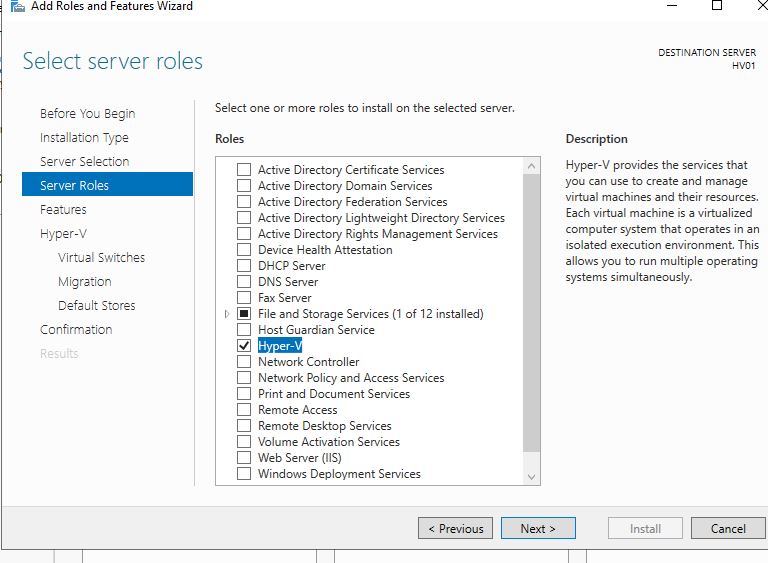 Add Roles and Features Wizard
Select server roles
DESTINATION SERVER
HV01
Before You Begin
Installation Type
Server Selection
Server Roles
Features
Hyper-V
Virtual Switches
Migration
Default Stores
Confirmation
Results
Select one or more roles to install on the selected server.
Roles
Active Directory Certificate Services
Active Directory Domain Services
Active Directory Federation Services
Active Directory Lightweight Directory Services
Active Directory Rights Management Services
Device Health Attestation
DHCP Server
DNS Server
Fax Server
File and Storage Services (1 of 12 installed)
Host Guardian Service
Hyper-V
Network Controller
Network Policy and Access Services
Print and Document Services
Remote Access
Remote Desktop Services
Volume Activation Services
Web Server (IIS)
Windows Deployment Services
Description
Hyper-V provides the services that
you can use to create and manage
virtual machines and their resources.
Each virtual machine is a virtualized
computer system that operates in an
isolated execution environment. This
allows you to run multiple operating
systems simultaneously.
< Previous
Next >
Install
Cancel